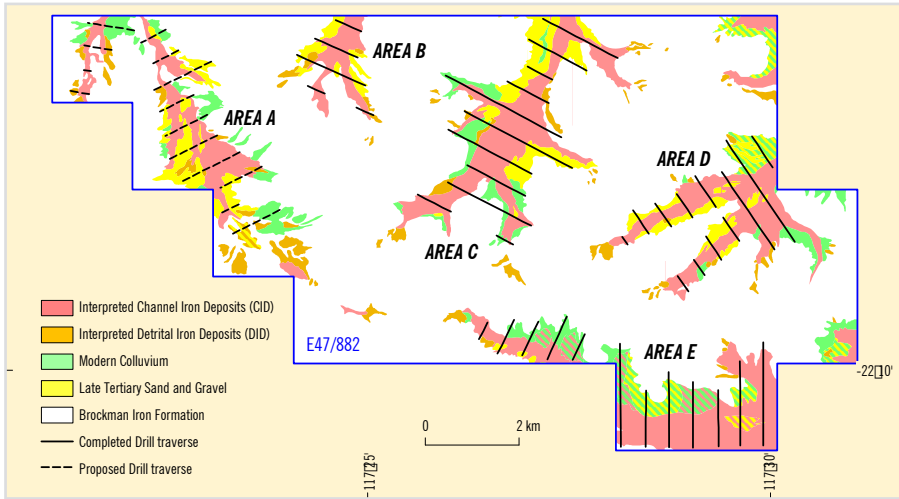 AREA B
AREA A
AREA D
AREA C
AREA E
E47/882
Interpreted Channel Iron Deposits (CID)
Interpreted Detrital Iron Deposits (DID)
Modern Colluvium
Late Tertiary Sand and Gravel
Brockman Iron Formation
Completed Drill traverse
Proposed Drill traverse
0 2 km
22▯10'
117▯25'
117▯30'